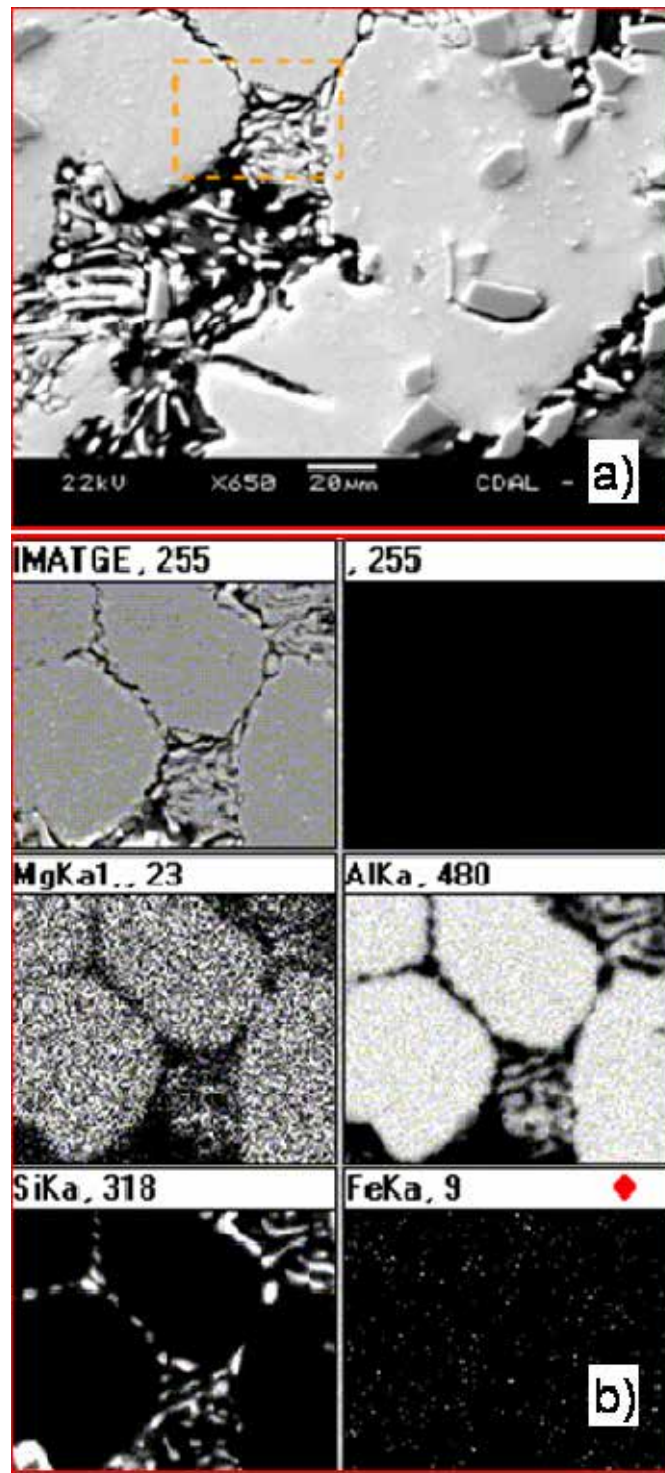 22kV X650 20μm CDAL - a)
IMATGE, 255
, 255
MgKa1,, 23
AlKa, 480
SiKa, 318
FeKa, 9
b)